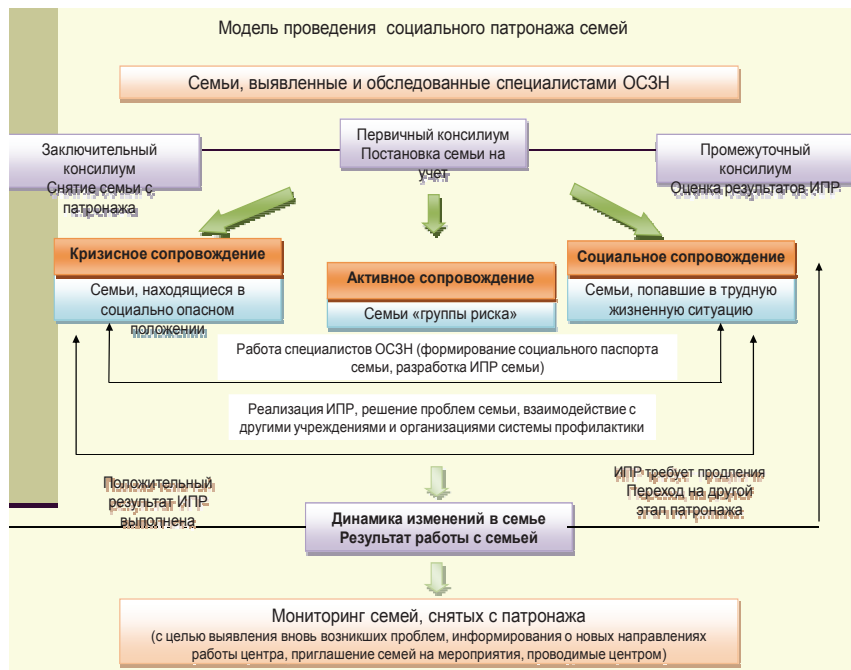 Модель проведения социального патронажа семей
Семьи, выявленные и обследованные специалистами ОСЗН
Заключительный
консилиум
Снятие семьи с
патронажа
Первичный консилиум
Постановка семьи на
учет
Промежуточный
консилиум
Оценка результатов ИПР
Кризисное сопровождение
Семьи, находящиеся в
социально опасном
положении
Активное сопровождение
Семьи «группы риска»
Социальное сопровождение
Семьи, попавшие в трудную
жизненную ситуацию
Работа специалистов ОСЗН (формирование социального паспорта
семьи, разработка ИПР семьи)
Реализация ИПР, решение проблем семьи, взаимодействие с
другими учреждениями и организациями системы профилактики
Положительный
результат ИПР
выполнена
ИПР требует продления
Переход на другой
этап патронажа
Динамика изменений в семье
Результат работы с семьей
Мониторинг семей, снятых с патронажа
(с целью выявления вновь возникших проблем, информирования о новых направлениях
работы центра, приглашение семей на мероприятия, проводимые центром)